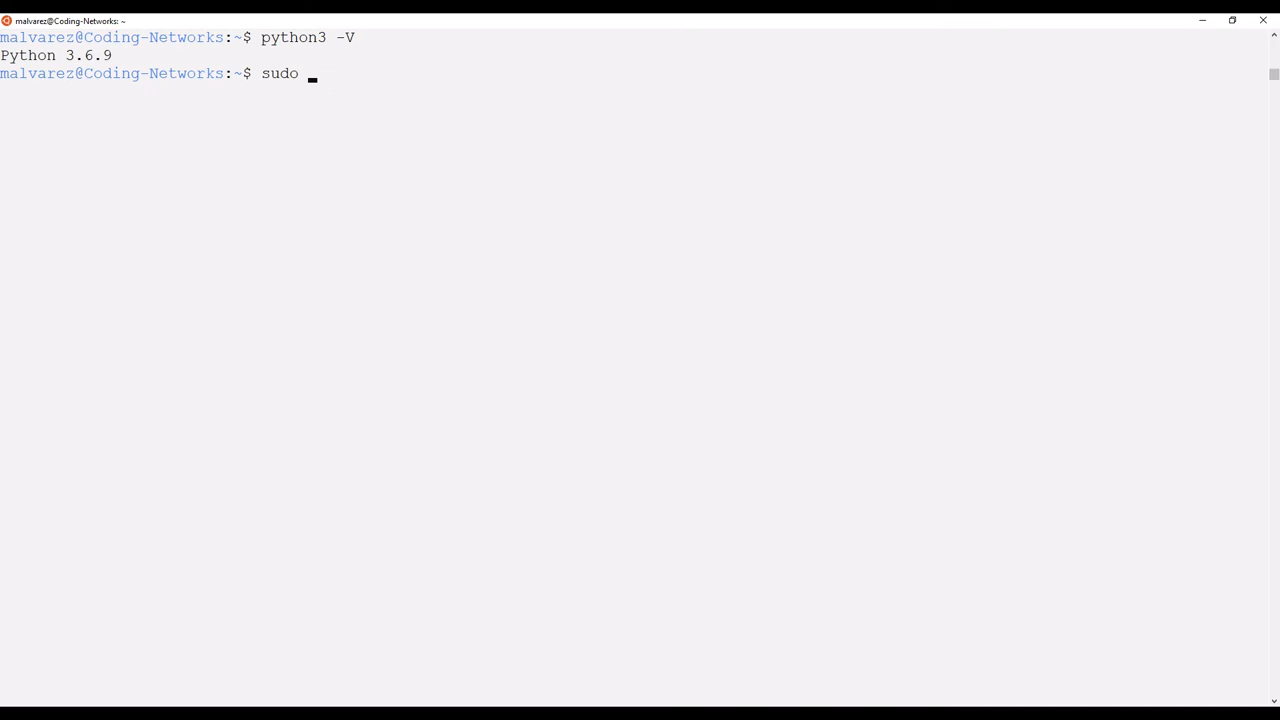 malvarez@Coding-Networks: ~
malvarez@Coding-Networks:~$ python3 -V
Python 3.6.9
malvarez@Coding-Networks:~$ sudo